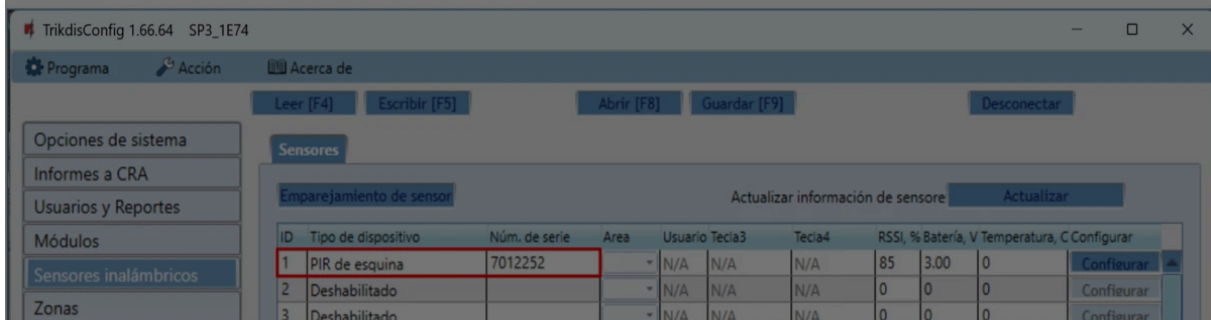 TrikdisConfig 1.66.64 SP3_1E74
Programa Acción Acerca de
Leer [F4] Escribir [F5] Abrir [F8] Guardar [F9] Desconectar
Opciones de sistema
Informes a CRA
Usuarios y Reportes
Módulos
Sensores inalámbricos
Zonas
Sensores
Emparejamiento de sensor Actualizar información de sensore Actualizar
ID Tipo de dispositivo Núm. de serie Area Usuario Tecla3 Tecla4 RSSI, % Batería, V Temperatura, C Configurar
1 PIR de esquina 7012252 N/A N/A N/A 85 3.00 0 Configurar
2 Deshabilitado N/A N/A N/A 0 0 0 Configurar
3 Deshabilitado N/A N/A N/A 0 0 0 Configurar